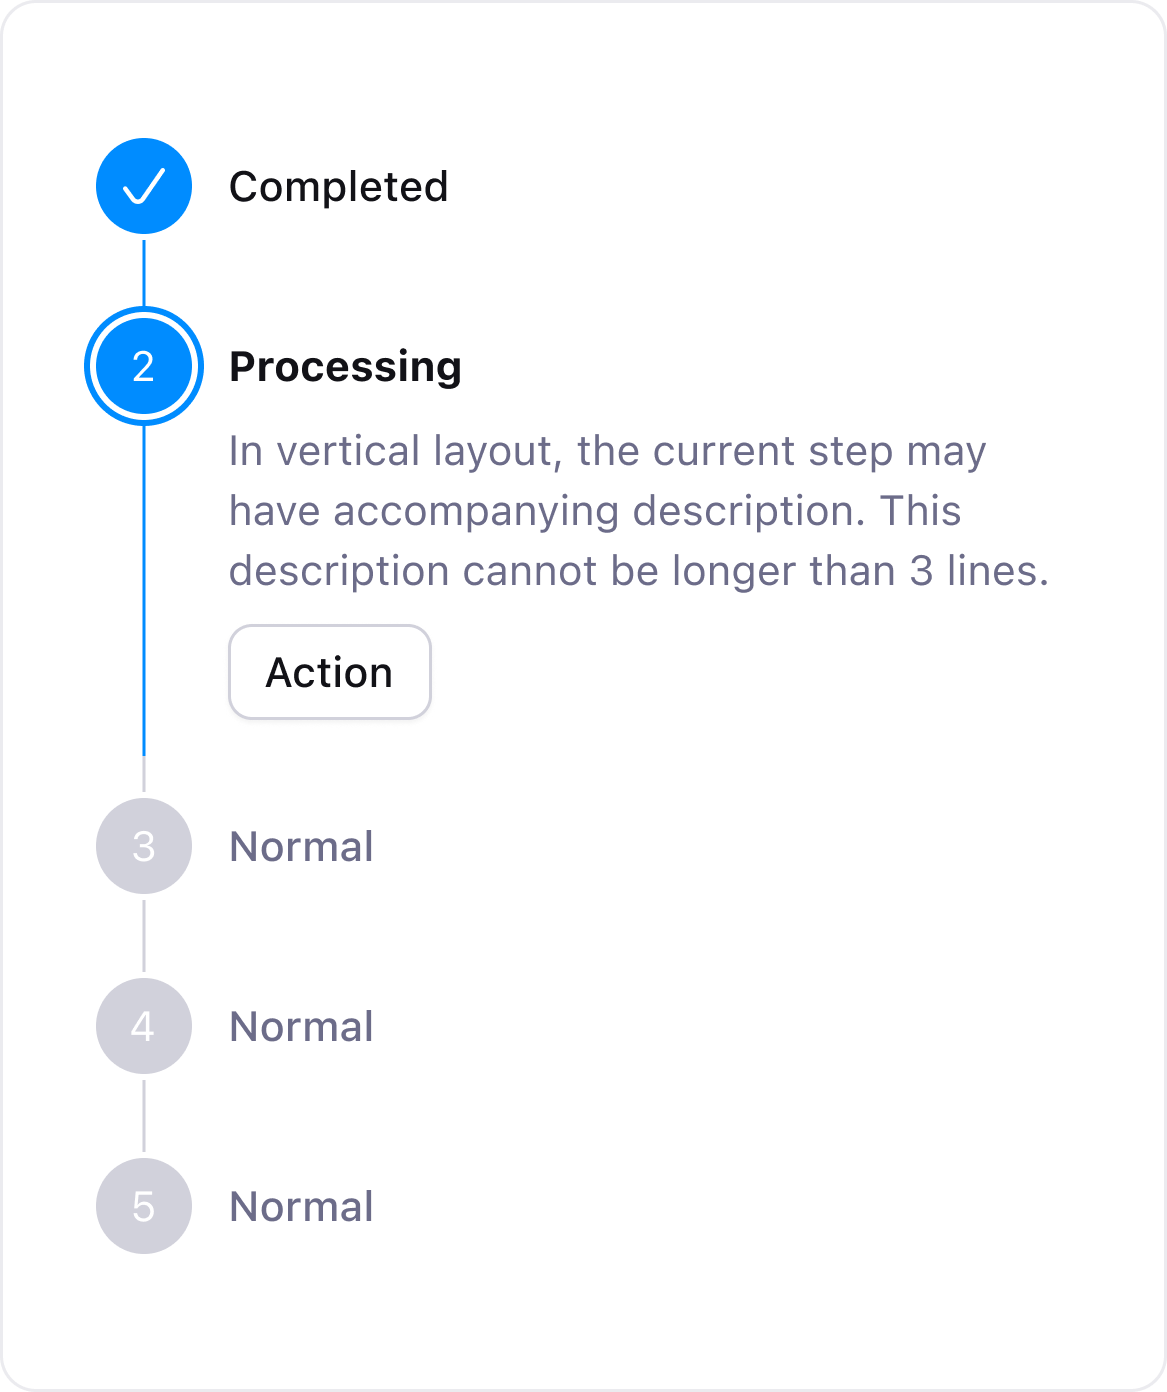 Completed
2 Processing
In vertical layout, the current step may
have accompanying description. This
description cannot be longer than 3 lines.
Action
3 Normal
4 Normal
5 Normal